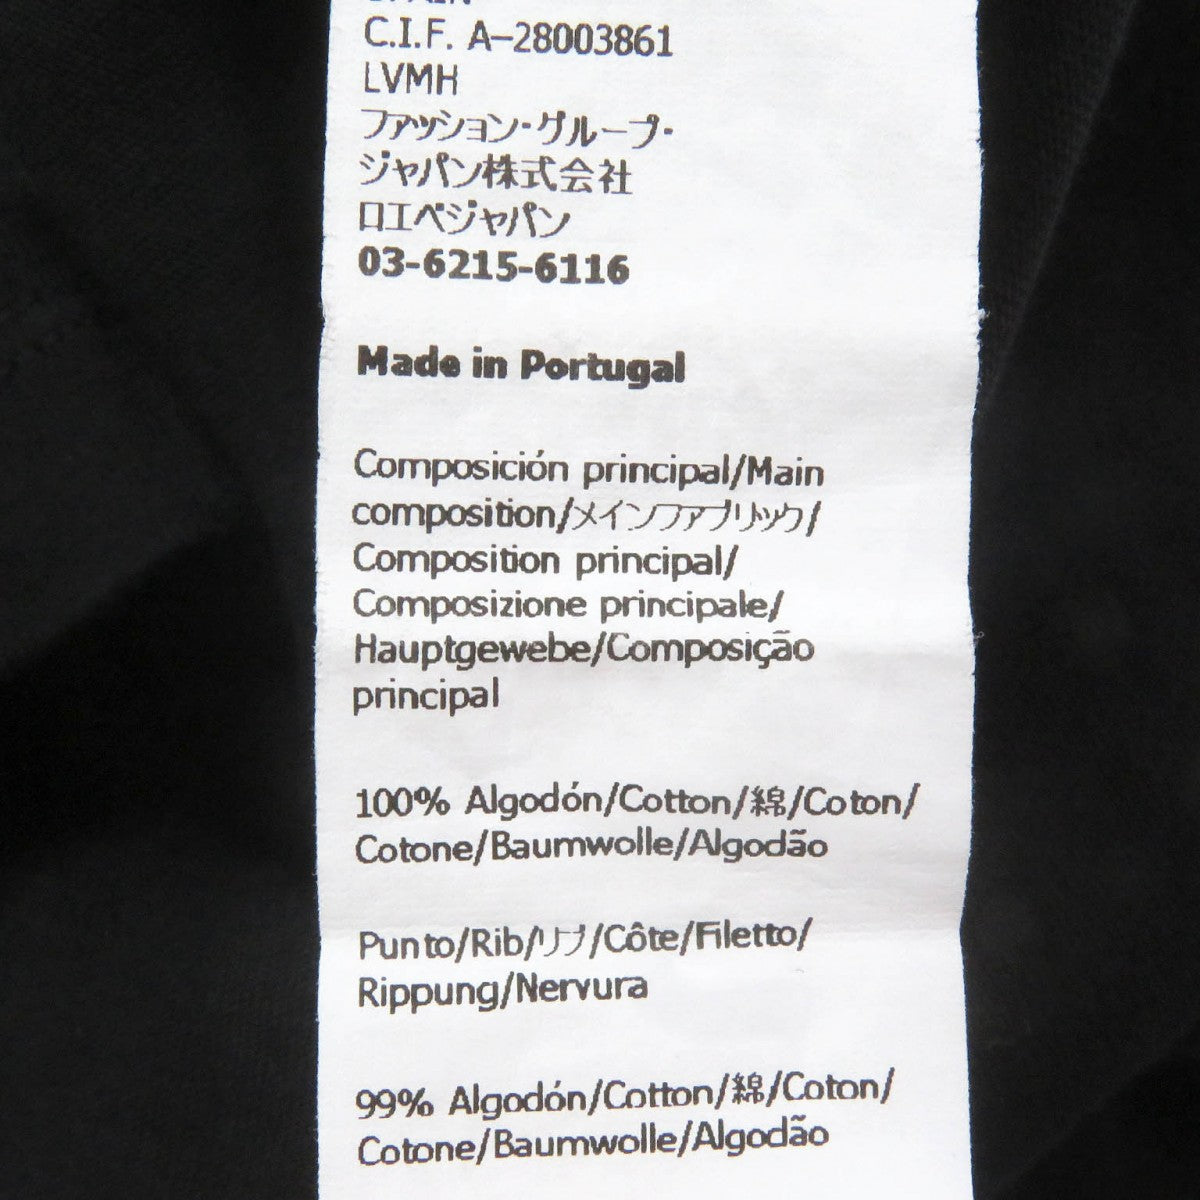 SPAIN
C.I.F. A-28003861
LVMH
ファッション・グループ・
ジャパン株式会社
ロエベジャパン
03-6215-6116
Made in Portugal
Composición principal/Main
composition/メインファブリック/
Composition principal/
Composizione principale/
Hauptgewebe/Composição
principal
100% Algodón/Cotton/綿/Coton/
Cotone/Baumwolle/Algodão
Punto/Rib/リブ/Côte/Filetto/
Rippung/Nervura
99% Algodón/Cotton/綿/Coton/
Cotone/Baumwolle/Algodão